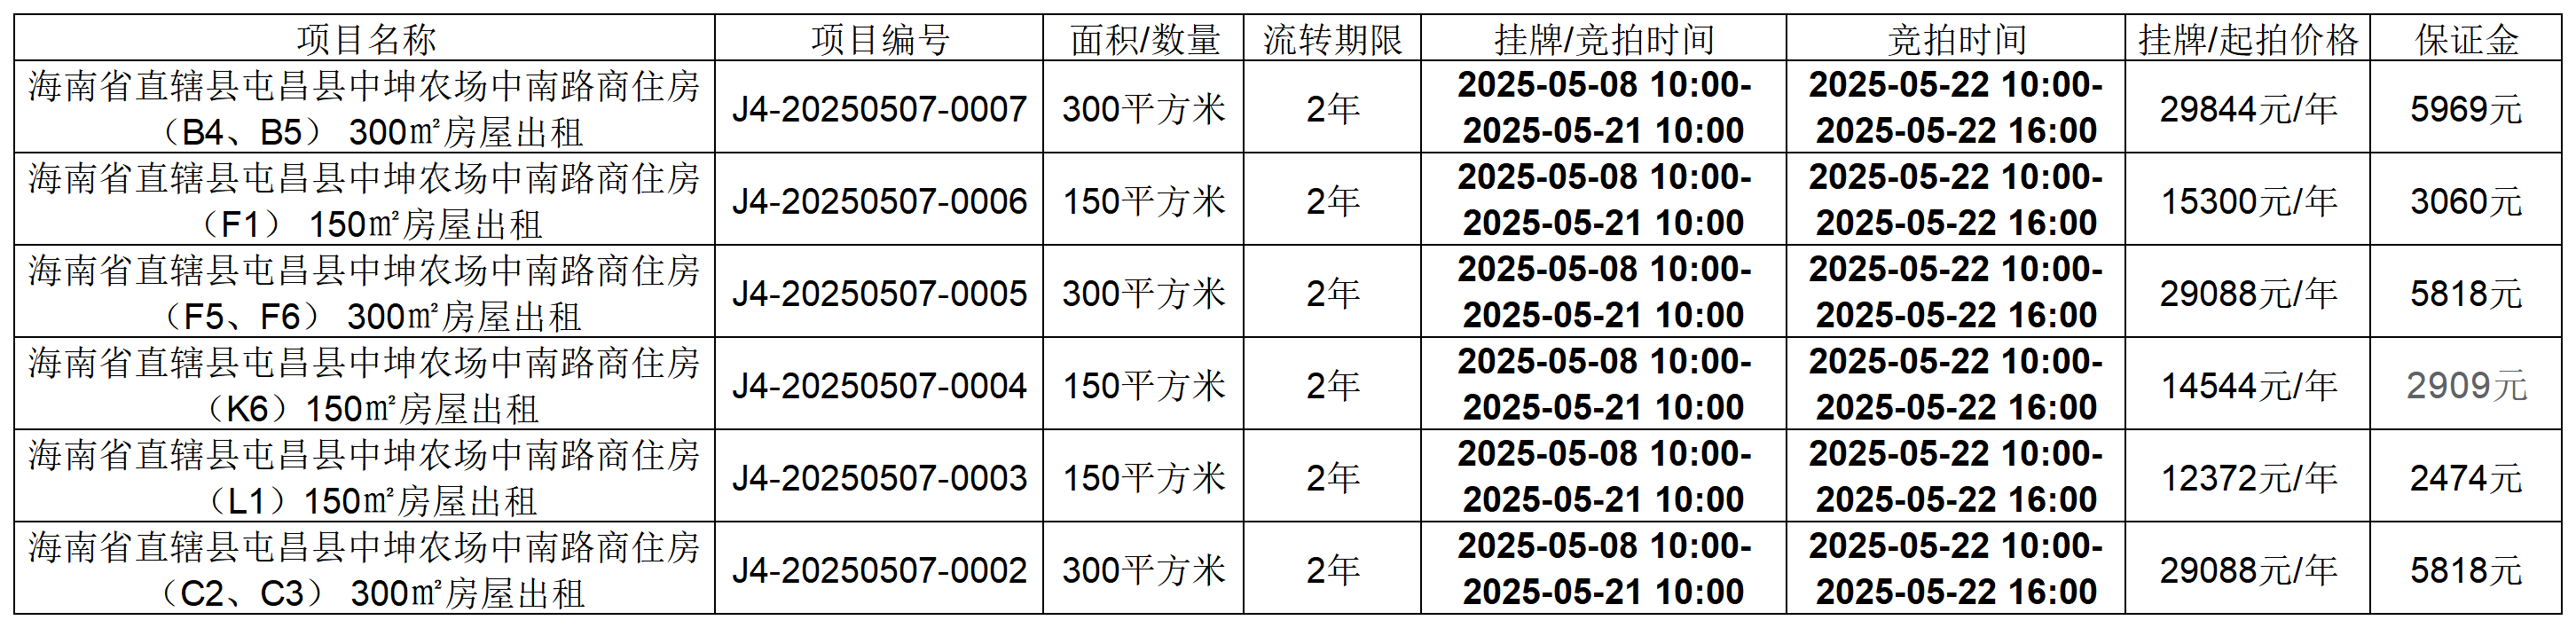 项目名称 项目编号 面积/数量 流转期限 挂牌/竞拍时间 竞拍时间 挂牌/起拍价格 保证金
海南省直辖县屯昌县中坤农场中南路商住房
（B4、B5） 300㎡房屋出租
J4-20250507-0007
300平方米
2年
2025-05-08 10:00-
2025-05-21 10:00
2025-05-22 10:00-
2025-05-22 16:00
29844元/年
5969元
海南省直辖县屯昌县中坤农场中南路商住房
（F1） 150㎡房屋出租
J4-20250507-0006
150平方米
2年
2025-05-08 10:00-
2025-05-21 10:00
2025-05-22 10:00-
2025-05-22 16:00
15300元/年
3060元
海南省直辖县屯昌县中坤农场中南路商住房
（F5、F6） 300㎡房屋出租
J4-20250507-0005
300平方米
2年
2025-05-08 10:00-
2025-05-21 10:00
2025-05-22 10:00-
2025-05-22 16:00
29088元/年
5818元
海南省直辖县屯昌县中坤农场中南路商住房
（K6）150㎡房屋出租
J4-20250507-0004
150平方米
2年
2025-05-08 10:00-
2025-05-21 10:00
2025-05-22 10:00-
2025-05-22 16:00
14544元/年
2909元
海南省直辖县屯昌县中坤农场中南路商住房
（L1）150㎡房屋出租
J4-20250507-0003
150平方米
2年
2025-05-08 10:00-
2025-05-21 10:00
2025-05-22 10:00-
2025-05-22 16:00
12372元/年
2474元
海南省直辖县屯昌县中坤农场中南路商住房
（C2、C3） 300㎡房屋出租
J4-20250507-0002
300平方米
2年
2025-05-08 10:00-
2025-05-21 10:00
2025-05-22 10:00-
2025-05-22 16:00
29088元/年
5818元